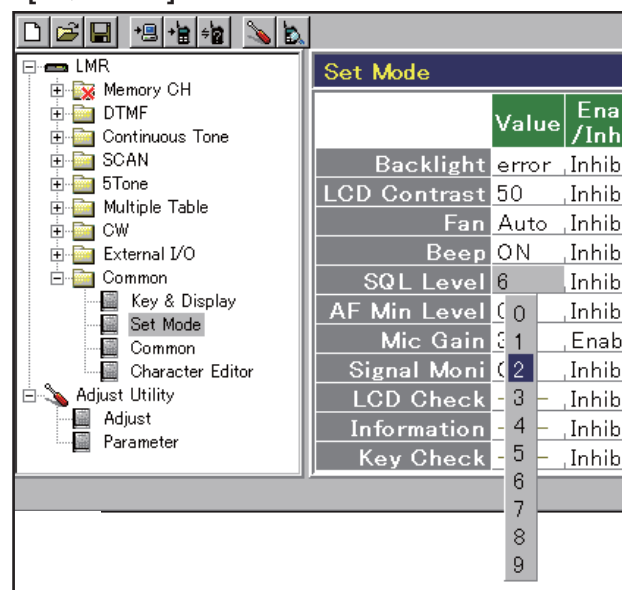 LMR
Memory CH
DTMF
Continuous Tone
SCAN
5Tone
Multiple Table
CW
External I/O
Common
Key & Display
Set Mode
Common
Character Editor
Adjust Utility
Adjust
Parameter
Set Mode
Value Ena
/Inh
Backlight error Inhib
LCD Contrast 50 Inhib
Fan Auto Inhib
Beep ON Inhib
SQL Level 6 Inhib
AF Min Level Inhib
Mic Gain Enab
Signal Moni Inhib
LCD Check - - Inhib
Information - - Inhib
Key Check - - Inhib
0
1
2
3
4
5
6
7
8
9